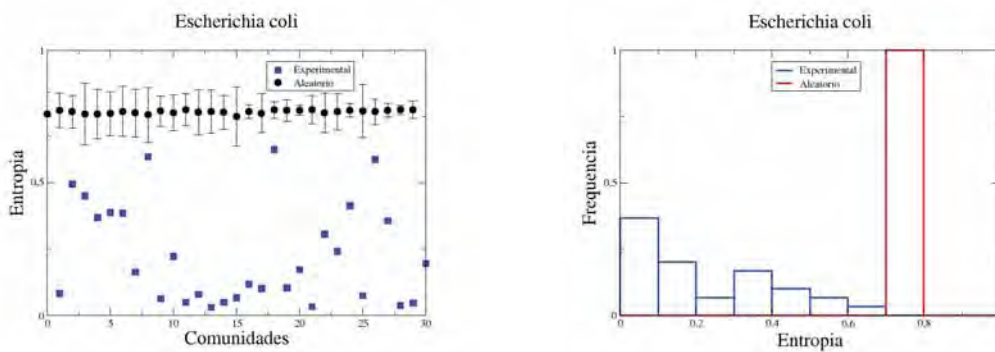 Escherichia coli
1
Experimental
Aleatorio
Entropia
0,5
0
0
5
10
15
20
25
30
Comunidades
Escherichia coli
1
Experimental
Aleatorio
Frequencia
0,5
0
0
0.2
0.4
0.6
0.8
Entropia